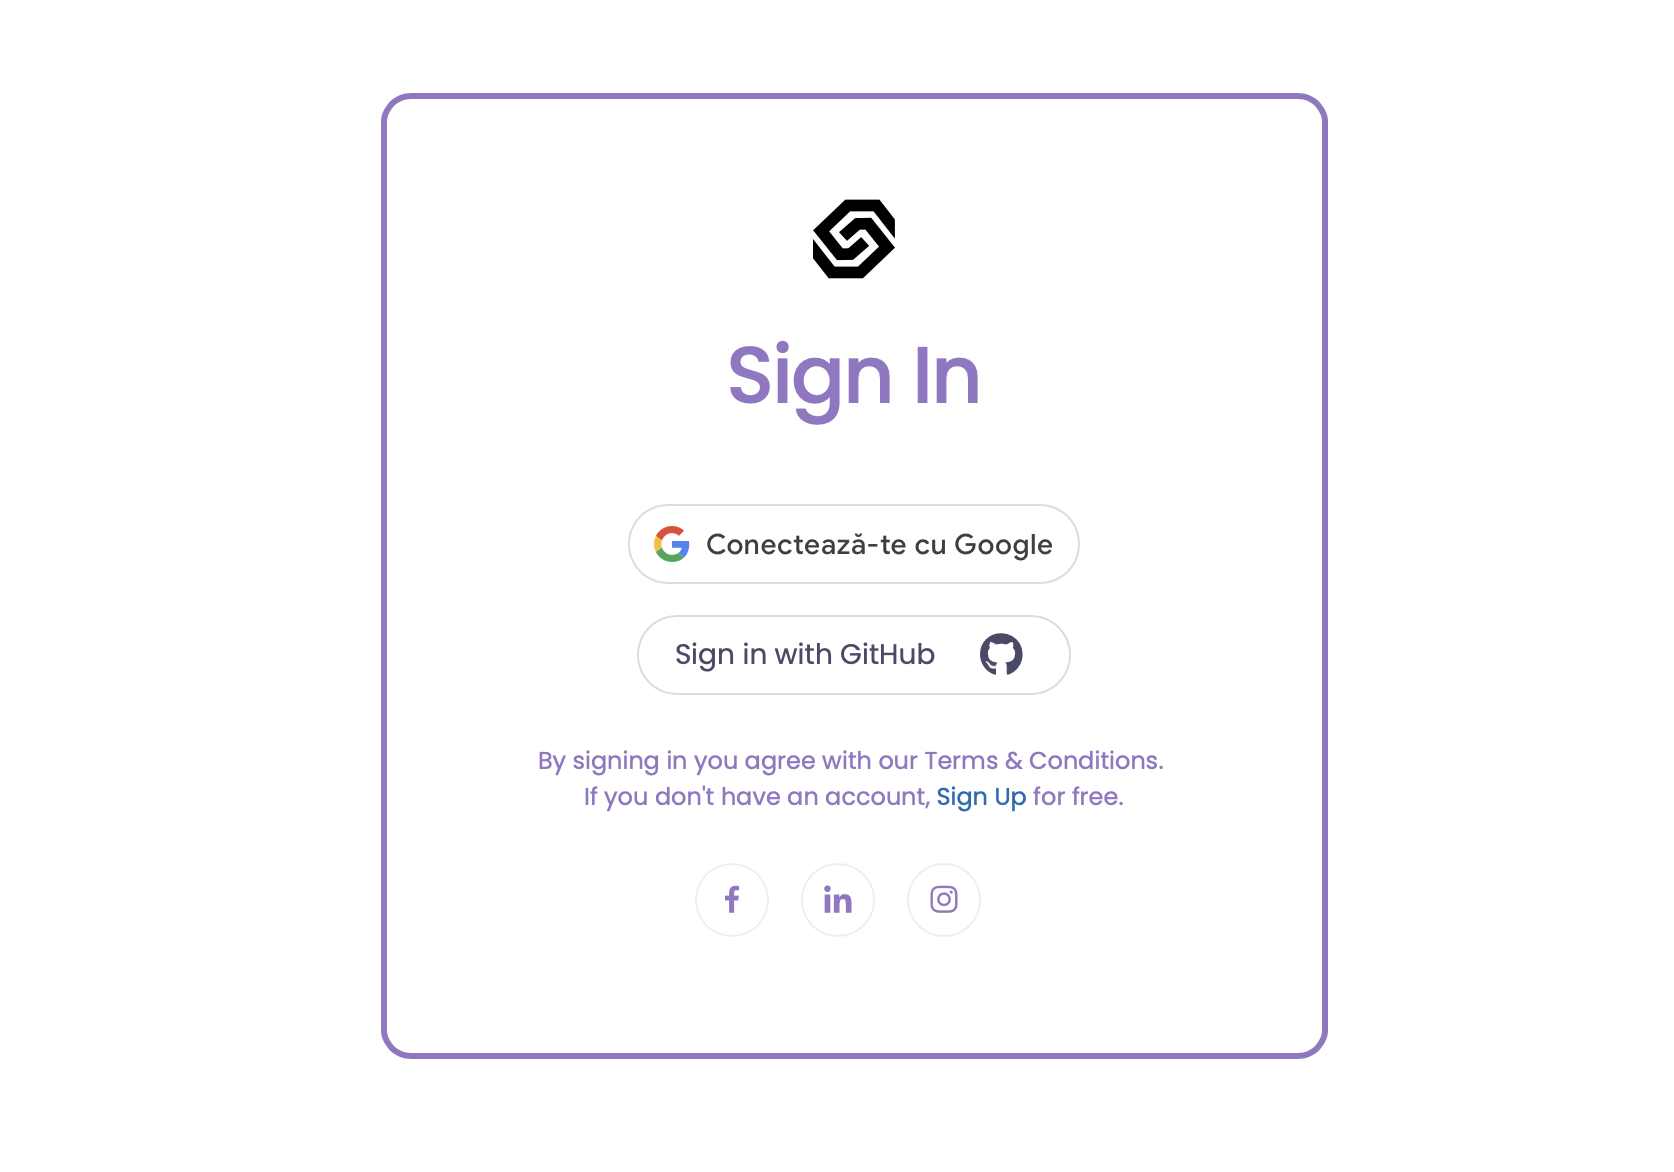 Sign In
Conectează-te cu Google
Sign in with GitHub
By signing in you agree with our Terms & Conditions.
If you don't have an account, Sign Up for free.